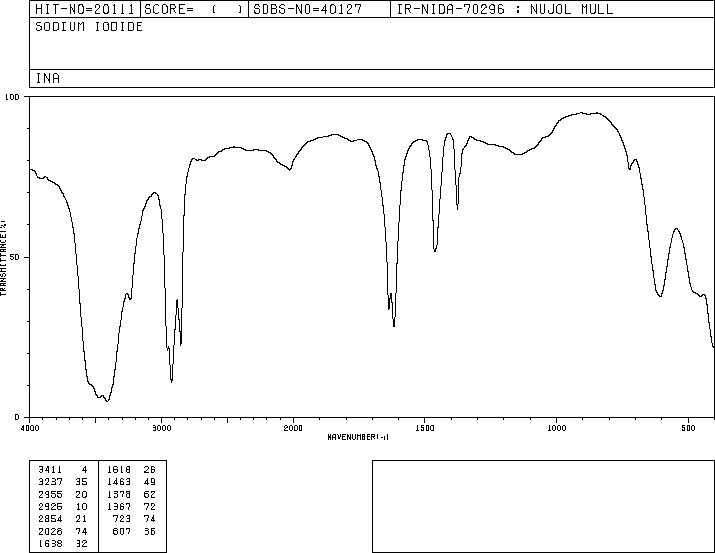 HIT-NO=20111 SCORE= ( ) SDBS-NO=40127 IR-NIDA-70296 : NUJOL MULL
SODIUM IODIDE
INA
100
50
0
TRANSMITTANCE(%)
4000 3000 2000 1500 1000 500
WAVENUMBER(-1)
3411 4 1618 26
3237 35 1463 49
2955 20 1378 62
2925 10 1367 72
2854 21 723 74
2028 74 607 36
1638 32